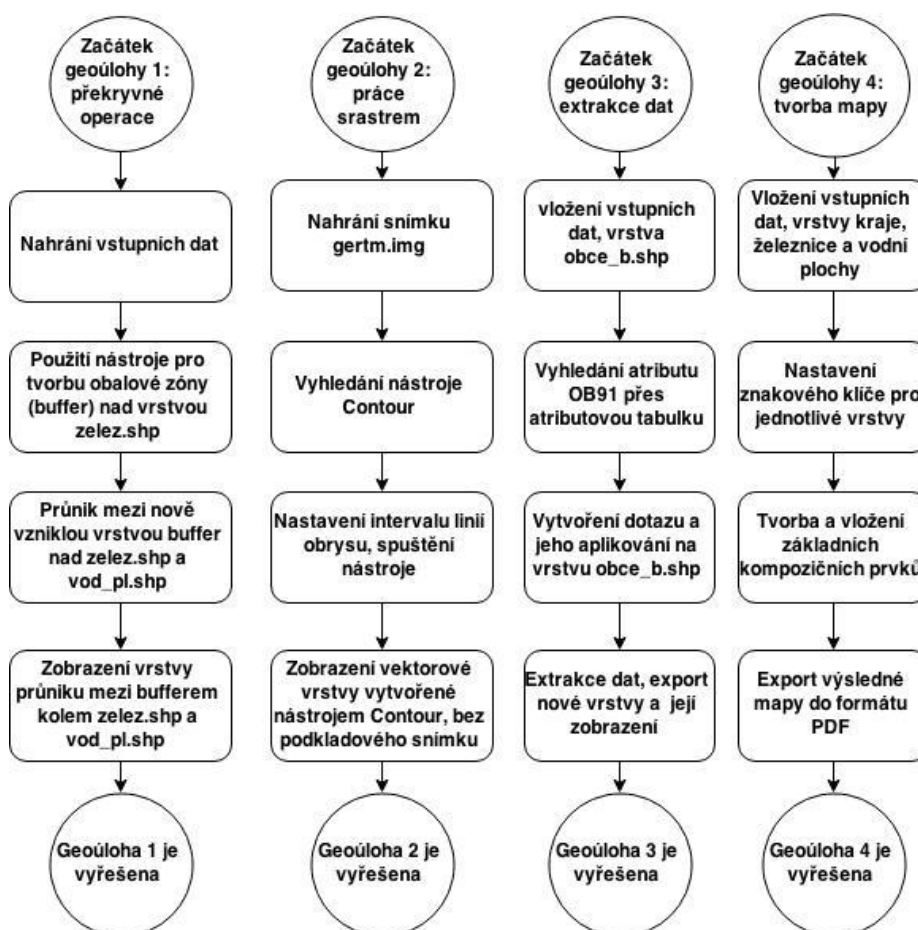 Začátek
geoúlohy 1:
překryvné
operace
Nahrání vstupních dat
Použití nástroje pro
tvorbu obalové zóny
(buffer) nad vrstvou
zelez.shp
Průnik mezi nově
vzniklou vrstvou buffer
nad zelez.shp a
vod_pl.shp
Zobrazení vrstvy
průniku mezi bufferem
kolem zelez.shp a
vod_pl.shp
Geoúloha 1 je
vyřešena
Začátek
geoúlohy 2:
práce
srastrem
Nahrání snímku
gertm.img
Vyhledání nástroje
Contour
Nastavení intervalu linií
obrysu, spuštění
nástroje
Zobrazení vektorové
vrstvy vytvořené
nástrojem Contour, bez
podkladového snímku
Geoúloha 2 je
vyřešena
Začátek
geoúlohy 3:
extrakce dat
vložení vstupních
dat, vrstva
obce_b.shp
Vyhledání atributu
OB91 přes
atributovou tabulku
Vytvoření dotazu a
jeho aplikování na
vrstvu obce_b.shp
Extrakce dat, export
nové vrstvy a její
zobrazení
Geoúloha 3 je
vyřešena
Začátek
geoúlohy 4:
tvorba mapy
Vložení vstupních
dat, vrstvy kraje,
železnice a vodní
plochy
Nastavení
znakového klíče pro
jednotlivé vrstvy
Tvorba a vložení
základních
kompozičních prvků
Export výsledné
mapy do formátu
PDF
Geoúloha 4 je
vyřešena